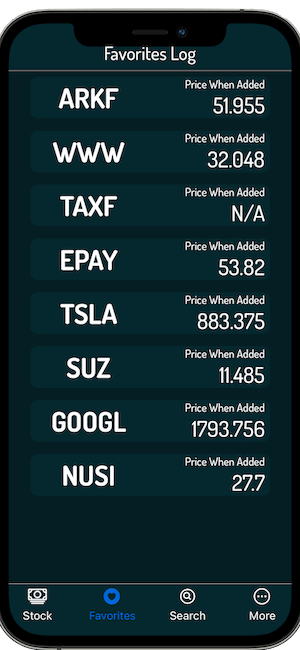 Favorites Log
ARKF
Price When Added
51.955
WWW
Price When Added
32.048
TAXF
Price When Added
N/A
EPAY
Price When Added
53.82
TSLA
Price When Added
883.375
SUZ
Price When Added
11.485
GOOGL
Price When Added
1793.756
NUSI
Price When Added
27.7
Stock Favorites Search More